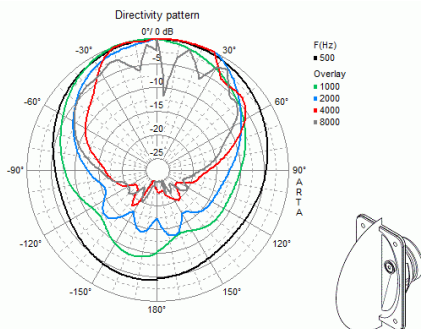 Directivity pattern
0°/ 0 dB
-30°
30°
F(Hz)
500
Overlay
1000
2000
4000
8000
-5
-10
-15
-20
-25
-60°
60°
-90°
90°
A
R
T
A
-120°
120°
-150°
150°
180°